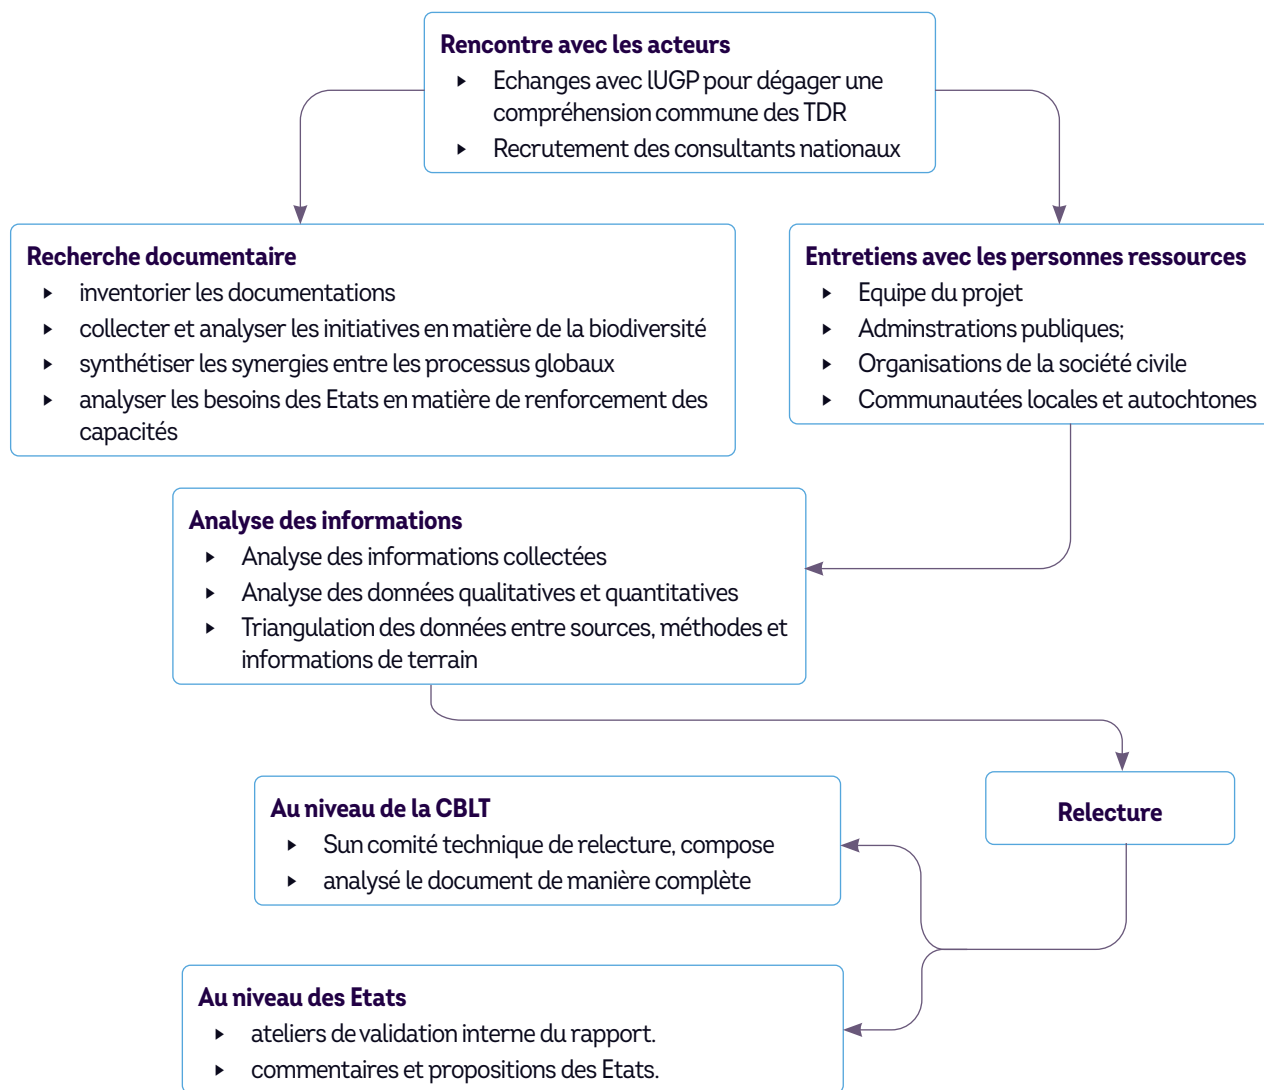 Rencontre avec les acteurs
▸ Echanges avec lUGP pour dégager une
compréhension commune des TDR
▸ Recrutement des consultants nationaux
Recherche documentaire
▸ inventorier les documentations
▸ collecter et analyser les initiatives en matière de la biodiversité
▸ synthétiser les synergies entre les processus globaux
▸ analyser les besoins des Etats en matière de renforcement des
capacités
Entretiens avec les personnes ressources
▸ Equipe du projet
▸ Adminstrations publiques;
▸ Organisations de la société civile
▸ Communautées locales et autochtones
Analyse des informations
▸ Analyse des informations collectées
▸ Analyse des données qualitatives et quantitatives
▸ Triangulation des données entre sources, méthodes et
informations de terrain
Relecture
Au niveau de la CBLT
▸ Sun comité technique de relecture, compose
▸ analysé le document de manière complète
Au niveau des Etats
▸ ateliers de validation interne du rapport.
▸ commentaires et propositions des Etats.